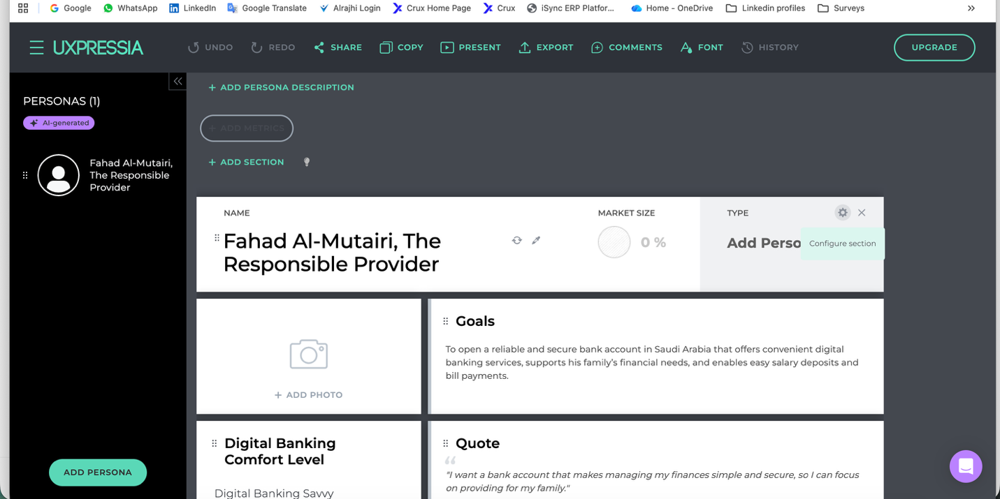 Google
WhatsApp
LinkedIn
Google Translate
Alrajhi Login
Crux Home Page
Crux
iSync ERP Platfor...
Home - OneDrive
Linkedin profiles
Surveys
»
UXPRESSIA
UNDO
REDO
SHARE
COPY
PRESENT
EXPORT
COMMENTS
FONT
HISTORY
UPGRADE
PERSONAS (1)
AI-generated
Fahad Al-Mutairi,
The Responsible
Provider
ADD PERSONA
+ ADD PERSONA DESCRIPTION
+ ADD METRICS
+ ADD SECTION
NAME
Fahad Al-Mutairi, The
Responsible Provider
MARKET SIZE
0 %
TYPE
Add Perso
Configure section
+ ADD PHOTO
Goals
To open a reliable and secure bank account in Saudi Arabia that offers convenient digital
banking services, supports his family's financial needs, and enables easy salary deposits and
bill payments.
Digital Banking
Comfort Level
Digital Banking Savvy
Quote
"I want a bank account that makes managing my finances simple and secure, so I can focus
on providing for my family."